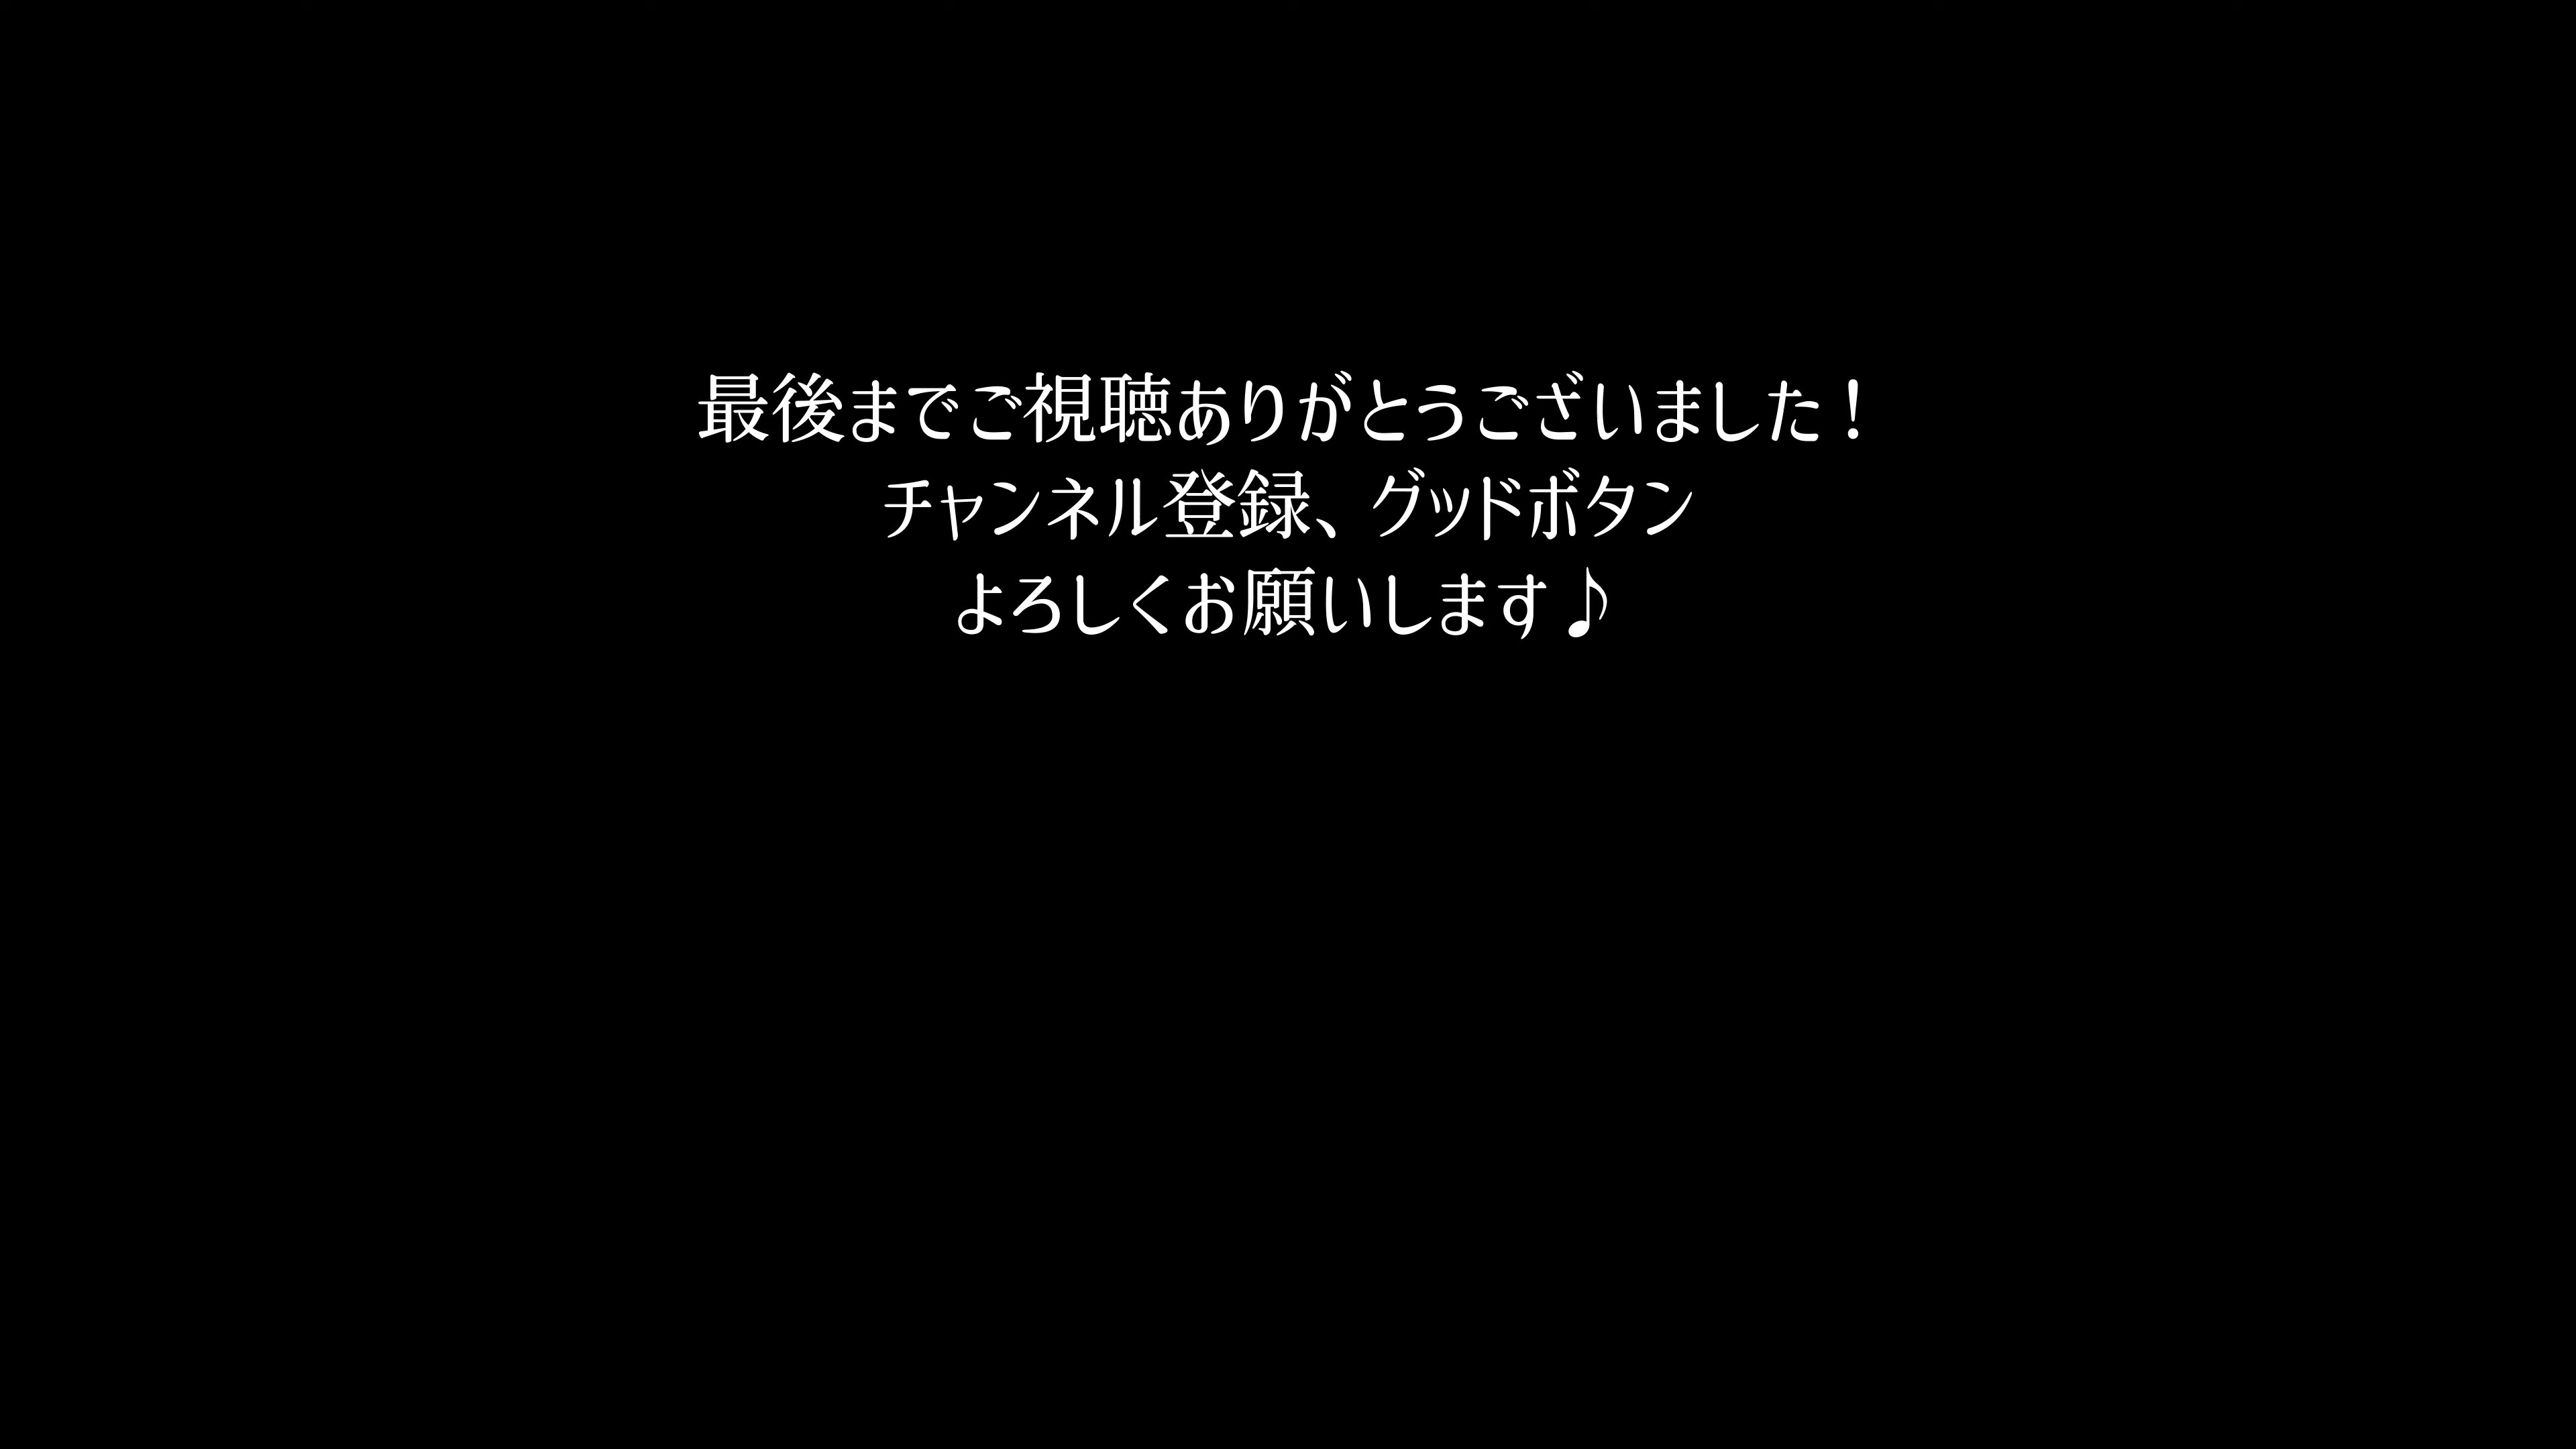 最後までご視聴ありがとうございました！
チャンネル登録、グッドボタン
よろしくお願いします♪